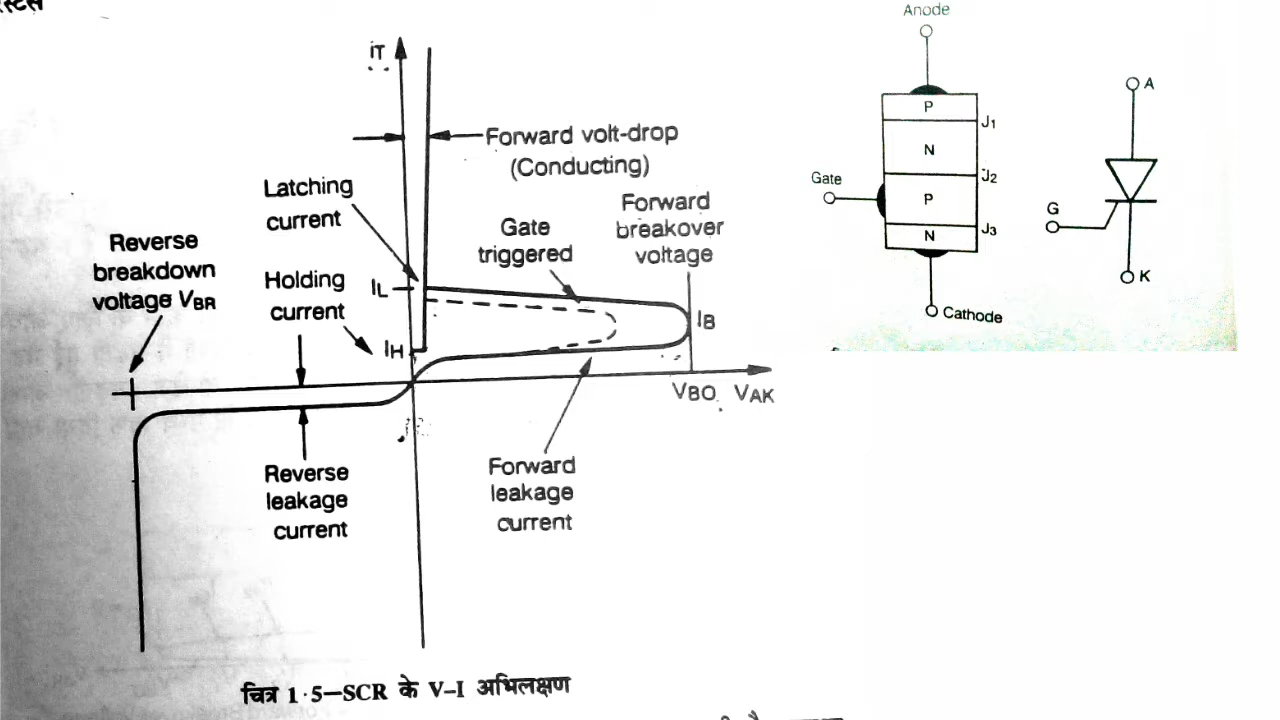 iT
Forward volt-drop
(Conducting)
Latching
current
Forward
breakover
voltage
Gate
triggered
Reverse
breakdown
voltage VBR
Holding
current
IL
IH
IB
VBO
VAK
Reverse
leakage
current
Forward
leakage
current
चित्र 1·5—SCR के V-I अभिलक्षण
Anode
P
J1
N
J2
Gate
P
N
J3
Cathode
A
G
K